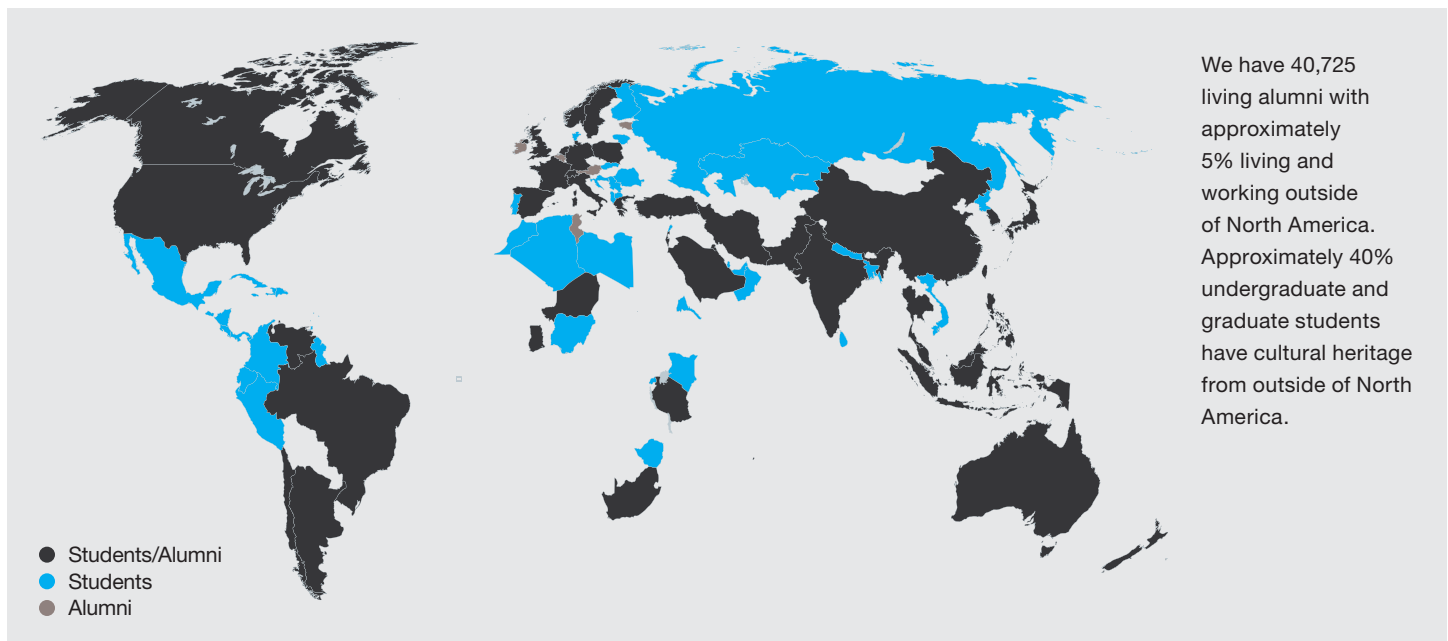 We have 40,725
living alumni with
approximately
5% living and
working outside
of North America.
Approximately 40%
undergraduate and
graduate students
have cultural heritage
from outside of North
America.
Students/Alumni
Students
Alumni